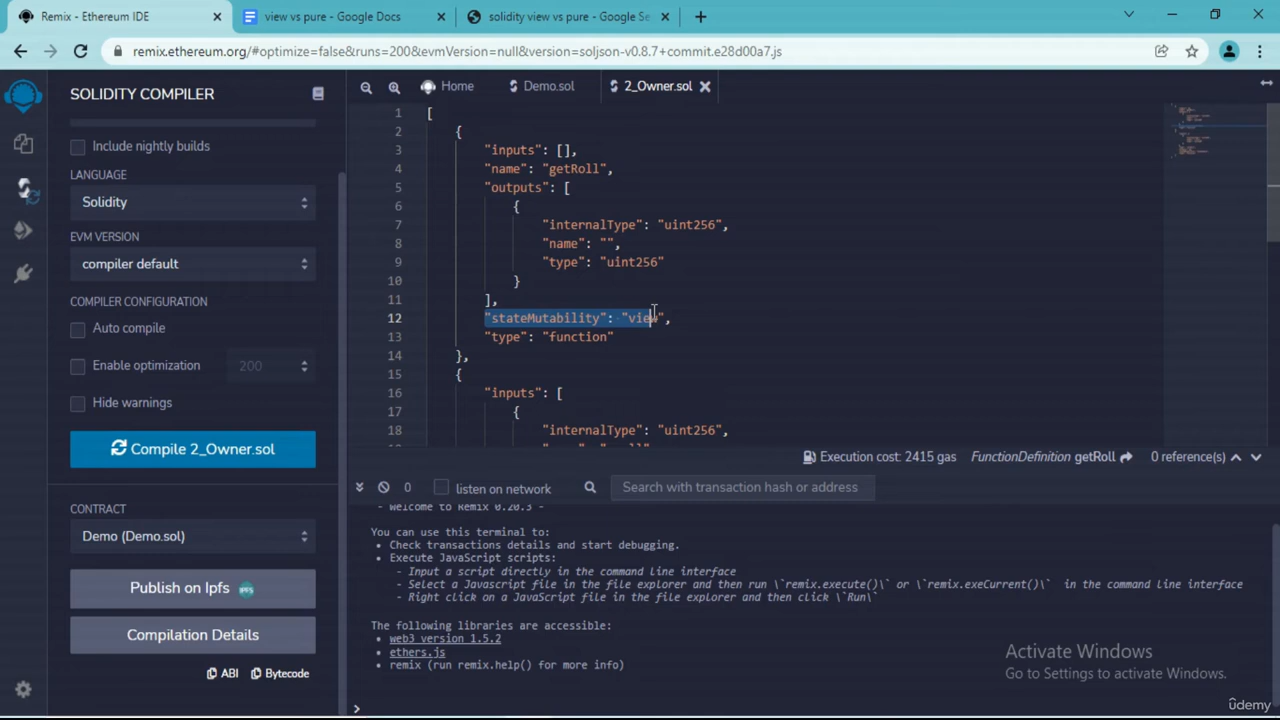 Remix - Ethereum IDE
view vs pure - Google Docs
solidity view vs pure - Google Se
remix.ethereum.org/#optimize=false&runs=200&evmVersion=null&version=soljson-v0.8.7+commit.e28d00a7.js
SOLIDITY COMPILER
Include nightly builds
LANGUAGE
Solidity
EVM VERSION
compiler default
COMPILER CONFIGURATION
Auto compile
Enable optimization
200
Hide warnings
Compile 2_Owner.sol
CONTRACT
Demo (Demo.sol)
Publish on Ipfs
Compilation Details
ABI
Bytecode
Home
Demo.sol
2_Owner.sol
1 [
2 {
3 "inputs": [],
4 "name": "getRoll",
5 "outputs": [
6 {
7 "internalType": "uint256",
8 "name": "",
9 "type": "uint256"
10 }
11 ],
12 "stateMutability": "view",
13 "type": "function"
14 },
15 {
16 "inputs": [
17 {
18 "internalType": "uint256",
Execution cost: 2415 gas FunctionDefinition getRoll 0 reference(s)
0
listen on network
Search with transaction hash or address
- Welcome to Remix 0.20.3 -
You can use this terminal to:
• Check transactions details and start debugging.
• Execute JavaScript scripts:
- Input a script directly in the command line interface
- Select a Javascript file in the file explorer and then run \`remix.execute()\` or \`remix.exeCurrent()\` in the command line interface
- Right click on a JavaScript file in the file explorer and then click \`Run\`
The following libraries are accessible:
• web3 version 1.5.2
• ethers.js
• remix (run remix.help() for more info)
>
Activate Windows
Go to Settings to activate Windows.
ûdemy